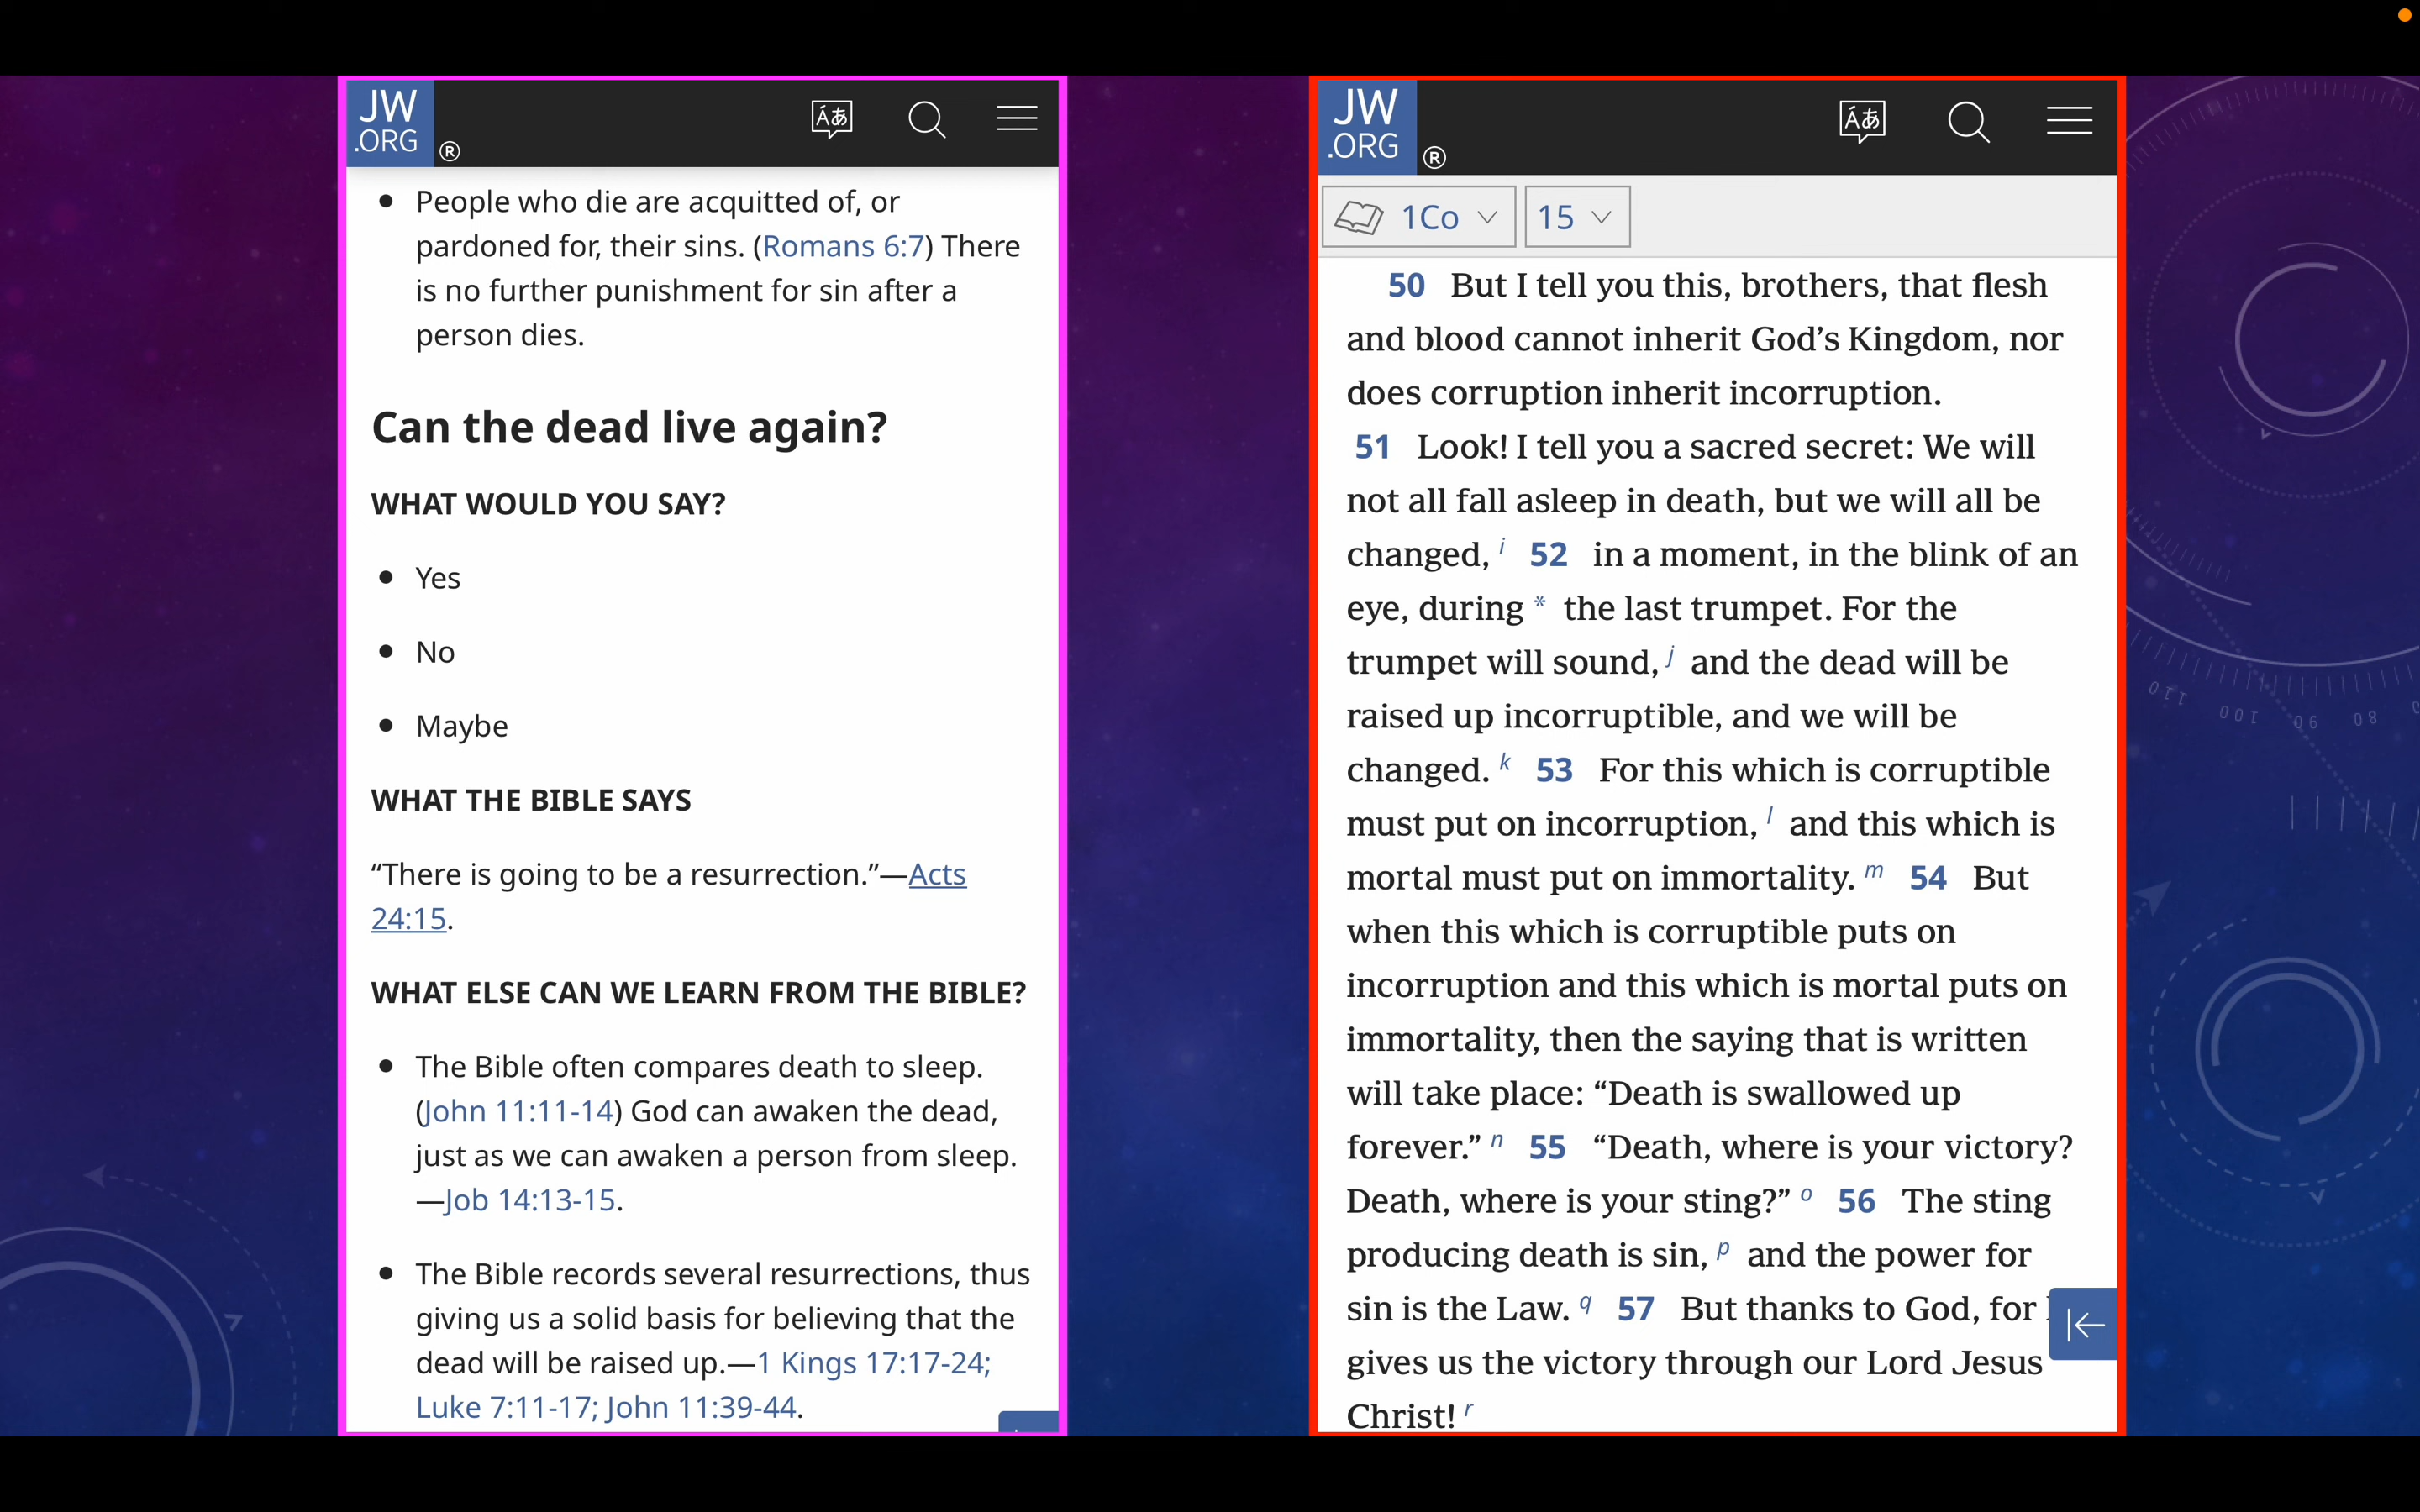 JW
.ORG
®
Áあ
People who die are acquitted of, or
pardoned for, their sins. (Romans 6:7) There
is no further punishment for sin after a
person dies.
Can the dead live again?
WHAT WOULD YOU SAY?
Yes
No
Maybe
WHAT THE BIBLE SAYS
“There is going to be a resurrection.”—Acts
24:15.
WHAT ELSE CAN WE LEARN FROM THE BIBLE?
The Bible often compares death to sleep.
(John 11:11-14) God can awaken the dead,
just as we can awaken a person from sleep.
—Job 14:13-15.
The Bible records several resurrections, thus
giving us a solid basis for believing that the
dead will be raised up.—1 Kings 17:17-24;
Luke 7:11-17; John 11:39-44.
JW
.ORG
®
Áあ
1Co 15
50 But I tell you this, brothers, that flesh
and blood cannot inherit God’s Kingdom, nor
does corruption inherit incorruption.
51 Look! I tell you a sacred secret: We will
not all fall asleep in death, but we will all be
changed, i 52 in a moment, in the blink of an
eye, during * the last trumpet. For the
trumpet will sound, j and the dead will be
raised up incorruptible, and we will be
changed. k 53 For this which is corruptible
must put on incorruption, l and this which is
mortal must put on immortality. m 54 But
when this which is corruptible puts on
incorruption and this which is mortal puts on
immortality, then the saying that is written
will take place: “Death is swallowed up
forever.” n 55 “Death, where is your victory?
Death, where is your sting?” o 56 The sting
producing death is sin, p and the power for
sin is the Law. q 57 But thanks to God, for
gives us the victory through our Lord Jesus
Christ! r
110
100
90
80